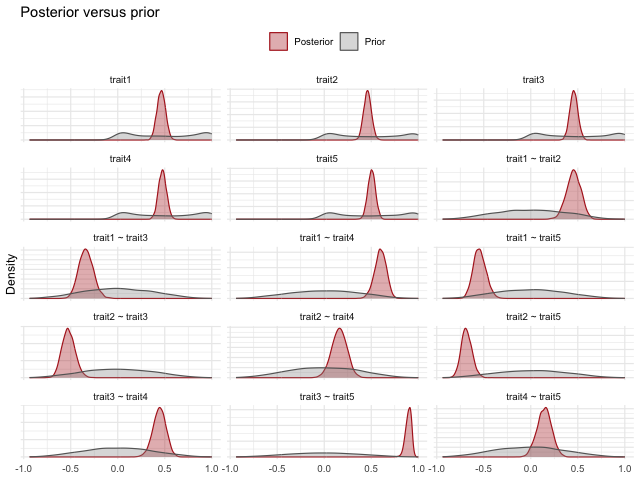 Posterior versus prior
Posterior Prior
trait1 trait2 trait3
trait4 trait5 trait1 ~ trait2
trait1 ~ trait3 trait1 ~ trait4 trait1 ~ trait5
Density
trait2 ~ trait3 trait2 ~ trait4 trait2 ~ trait5
trait3 ~ trait4 trait3 ~ trait5 trait4 ~ trait5
-1.0 -0.5 0.0 0.5 1.0 -1.0 -0.5 0.0 0.5 1.0 -1.0 -0.5 0.0 0.5 1.0